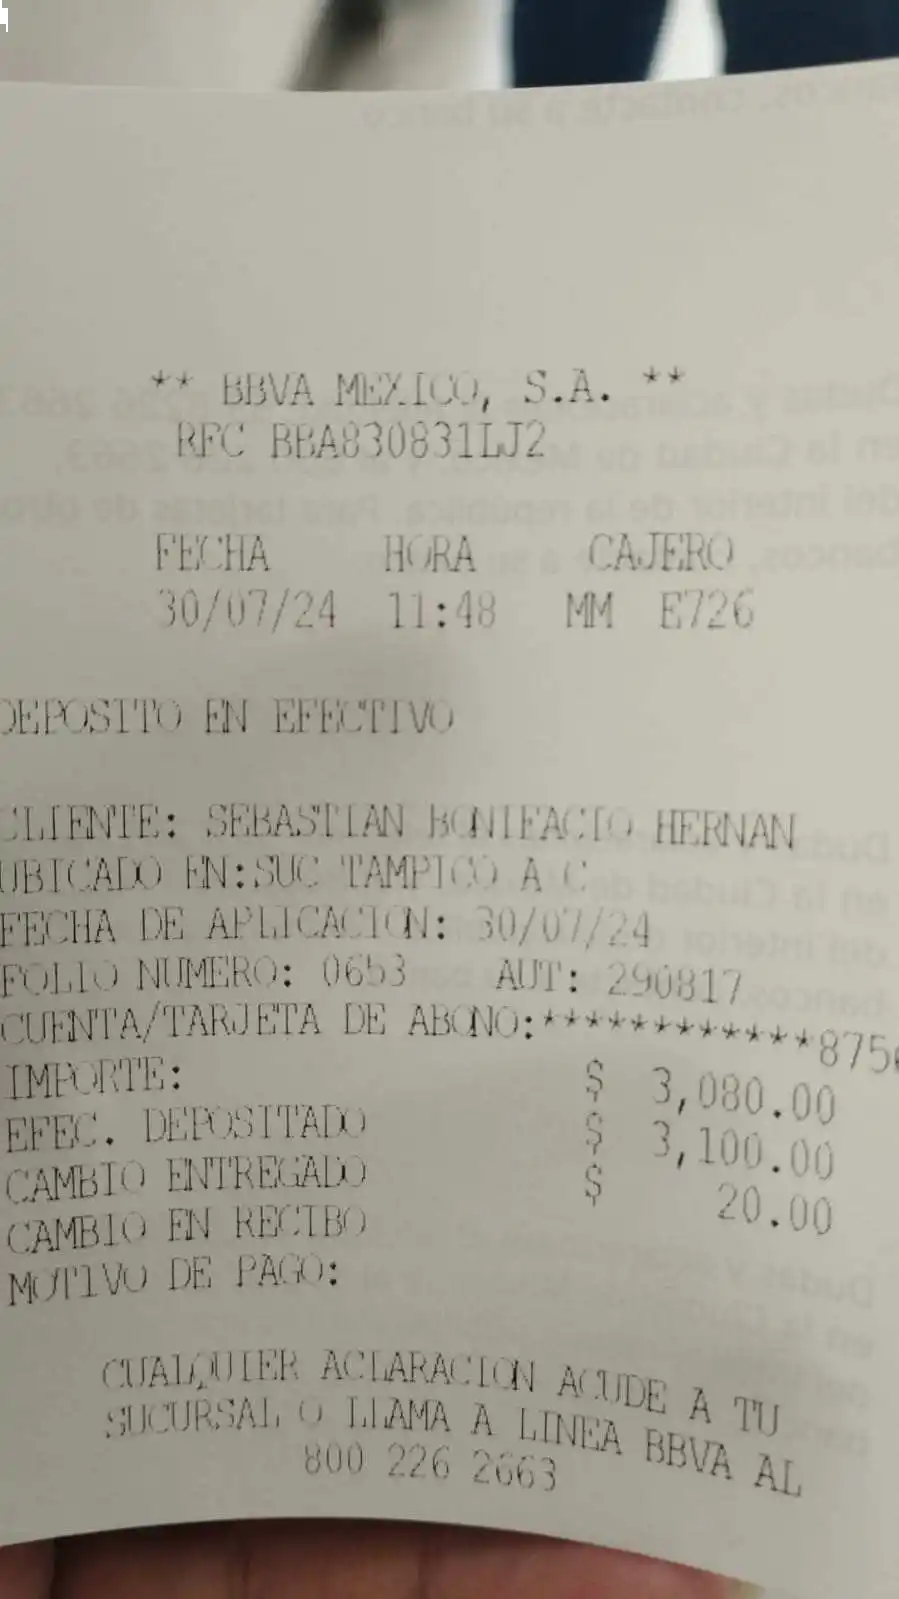 ** BBVA MEXICO, S.A. **
RFC BBA830831LJ2
FECHA HORA CAJERO
30/07/24 11:48 MM E726
DEPOSITO EN EFECTIVO
CLIENTE: SEBASTIAN BONIFACIO HERNAN
UBICADO EN:SUC TAMPICO A C
FECHA DE APLICACION: 30/07/24
FOLIO NUMERO: 0653 AUT: 290817
CUENTA/TARJETA DE ABONO:************8756
IMPORTE: $ 3,080.00
EFEC. DEPOSITADO $ 3,100.00
CAMBIO ENTREGADO $ 20.00
CAMBIO EN RECIBO
MOTIVO DE PAGO:
CUALQUIER ACLARACION ACUDE A TU
SUCURSAL O LLAMA A LINEA BBVA AL
800 226 2663